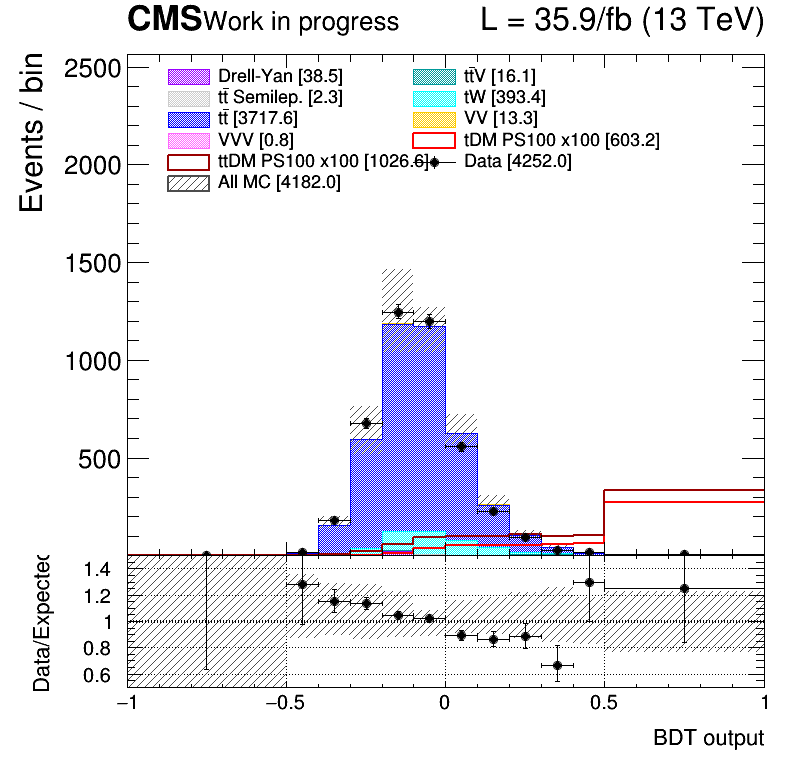 CMS Work in progress L = 35.9/fb (13 TeV)
Events / bin
2500
2000
1500
1000
500
Drell-Yan [38.5] tt̄V [16.1]
tt̄ Semilep. [2.3] tW [393.4]
tt̄ [3717.6] VV [13.3]
VVV [0.8] tDM PS100 x100 [603.2]
ttDM PS100 x100 [1026.6] Data [4252.0]
All MC [4182.0]
Data/Expected
1.4
1.2
1
0.8
0.6
−1 −0.5 0 0.5 1
BDT output